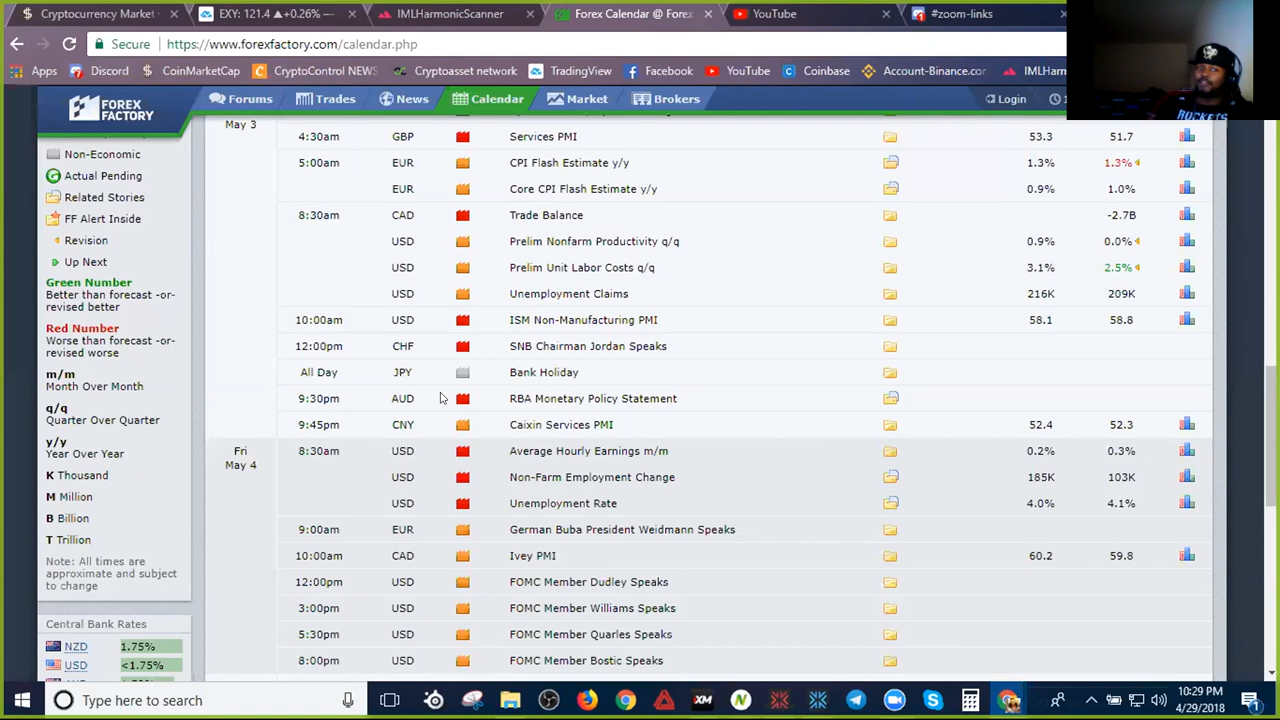 Cryptocurrency Market
EXY: 121.4 ▲+0.26% —
IMLHarmonicScanner
Forex Calendar @ Forex
YouTube
#zoom-links
Secure
https://www.forexfactory.com/calendar.php
Apps
Discord
CoinMarketCap
CryptoControl NEWS
Cryptoasset network
TradingView
Facebook
YouTube
Coinbase
Account-Binance.com
IMLHarm
FOREX
FACTORY
Forums
Trades
News
Calendar
Market
Brokers
Login
Non-Economic
Actual Pending
Related Stories
FF Alert Inside
Revision
Up Next
Green Number
Better than forecast -or-
revised better
Red Number
Worse than forecast -or-
revised worse
m/m
Month Over Month
q/q
Quarter Over Quarter
y/y
Year Over Year
K Thousand
M Million
B Billion
T Trillion
Note: All times are
approximate and subject
to change
Central Bank Rates
NZD 1.75%
USD <1.75%
May 3
4:30am GBP Services PMI 53.3 51.7
5:00am EUR CPI Flash Estimate y/y 1.3% 1.3%
EUR Core CPI Flash Estimate y/y 0.9% 1.0%
8:30am CAD Trade Balance -2.7B
USD Prelim Nonfarm Productivity q/q 0.9% 0.0%
USD Prelim Unit Labor Costs q/q 3.1% 2.5%
USD Unemployment Claims 216K 209K
10:00am USD ISM Non-Manufacturing PMI 58.1 58.8
12:00pm CHF SNB Chairman Jordan Speaks
All Day JPY Bank Holiday
9:30pm AUD RBA Monetary Policy Statement
9:45pm CNY Caixin Services PMI 52.4 52.3
Fri
May 4
8:30am USD Average Hourly Earnings m/m 0.2% 0.3%
USD Non-Farm Employment Change 185K 103K
USD Unemployment Rate 4.0% 4.1%
9:00am EUR German Buba President Weidmann Speaks
10:00am CAD Ivey PMI 60.2 59.8
12:00pm USD FOMC Member Dudley Speaks
3:00pm USD FOMC Member Williams Speaks
5:30pm USD FOMC Member Quarles Speaks
8:00pm USD FOMC Member Bostic Speaks
ROCKETS
Type here to search
XM
10:29 PM
4/29/2018